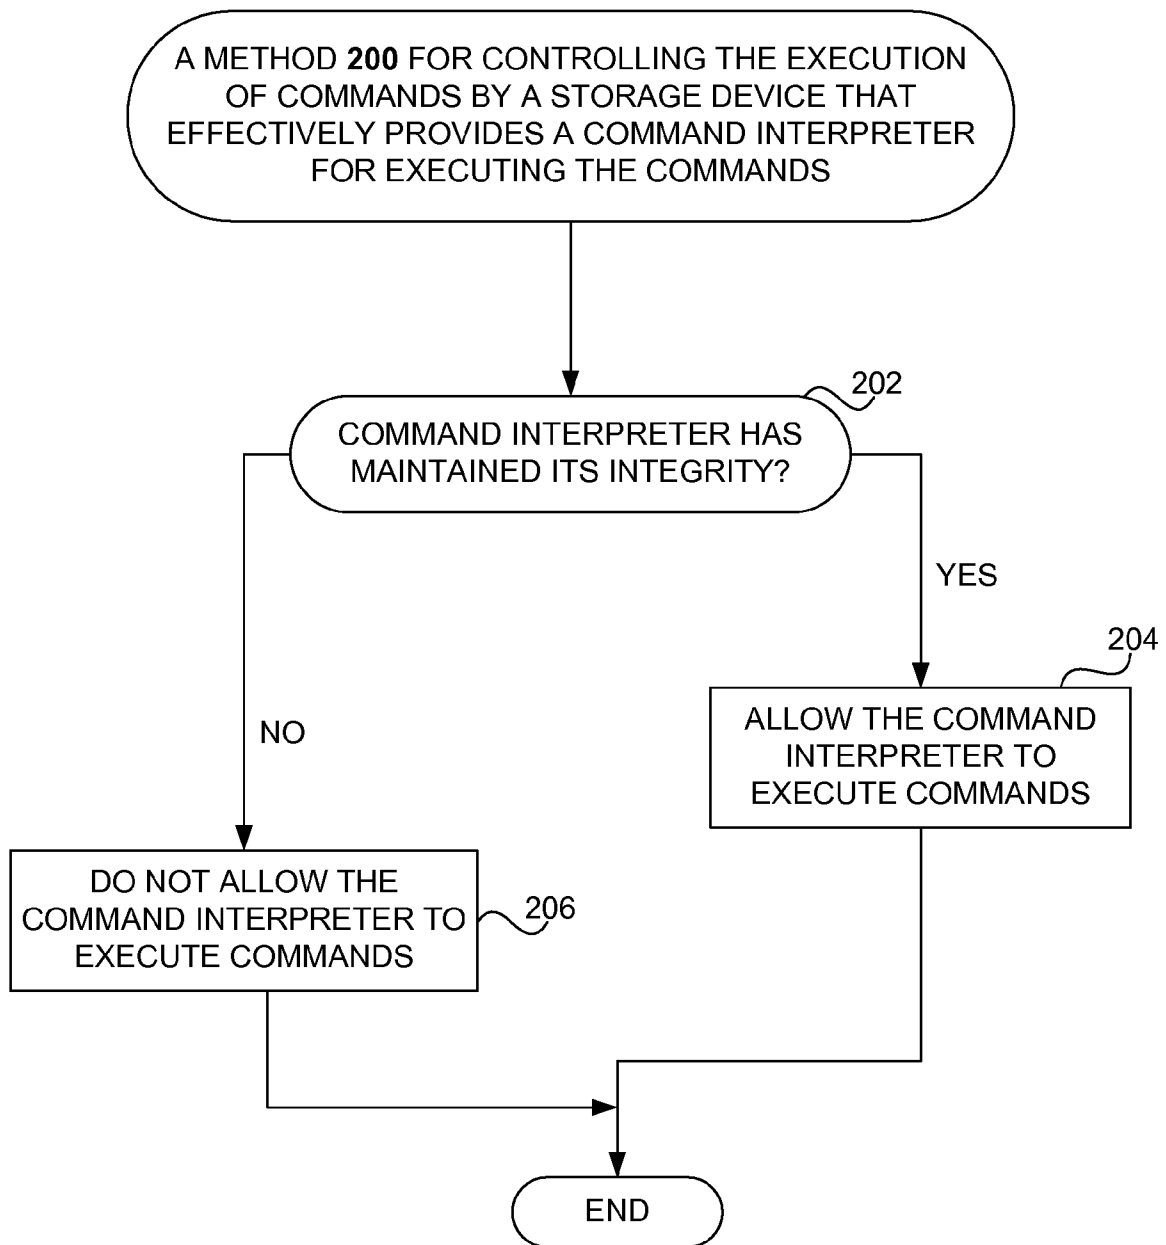 A METHOD 200 FOR CONTROLLING THE EXECUTION
OF COMMANDS BY A STORAGE DEVICE THAT
EFFECTIVELY PROVIDES A COMMAND INTERPRETER
FOR EXECUTING THE COMMANDS
202
COMMAND INTERPRETER HAS
MAINTAINED ITS INTEGRITY?
YES
204
ALLOW THE COMMAND
INTERPRETER TO
EXECUTE COMMANDS
NO
DO NOT ALLOW THE
COMMAND INTERPRETER TO
EXECUTE COMMANDS
206
END